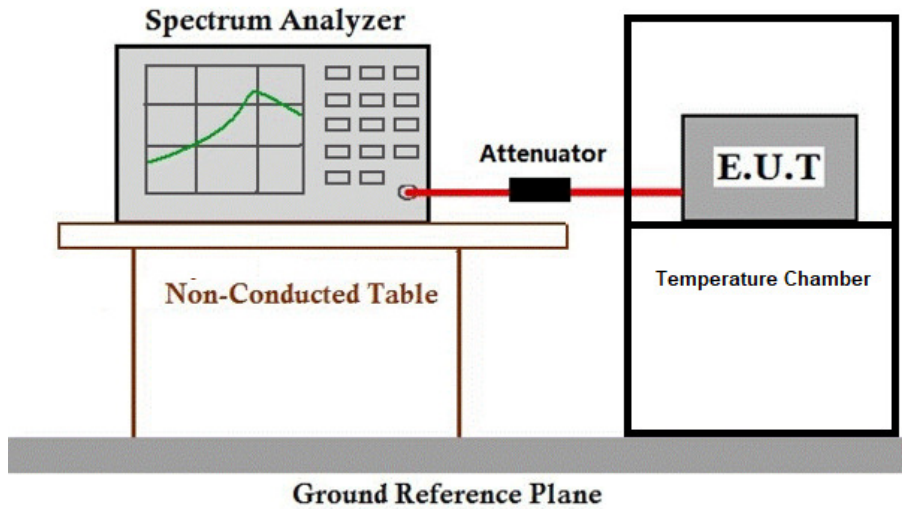 Spectrum Analyzer
Attenuator
E.U.T
Temperature Chamber
Non-Conducted Table
Ground Reference Plane